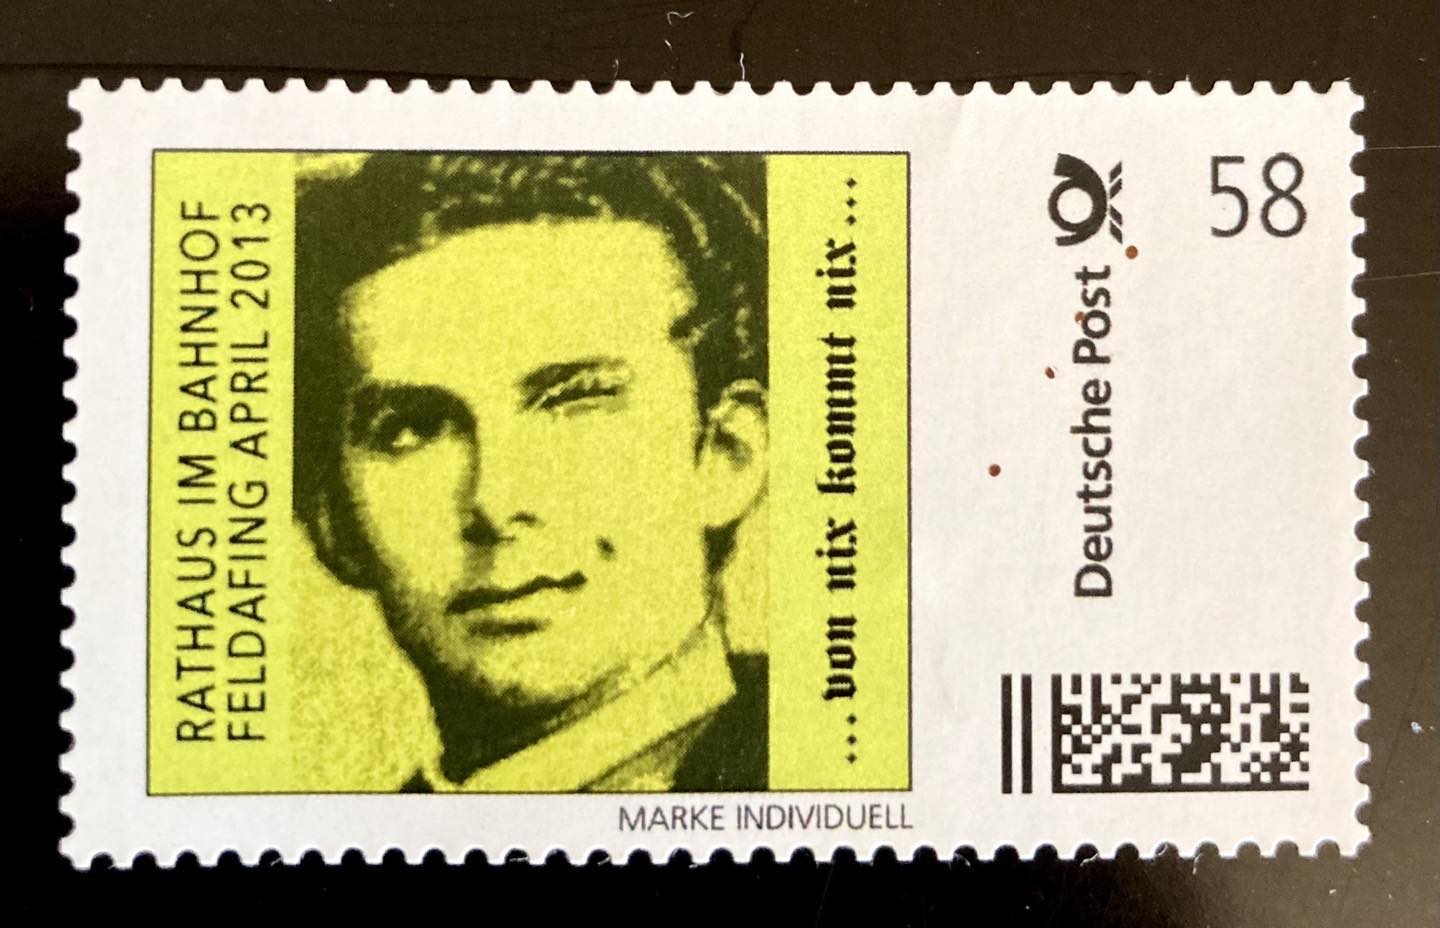 RATHAUS IM BAHNHOF
FELDAFING APRIL 2013
...von nix kommt nix...
MARKE INDIVIDUELL
Deutsche Post
58